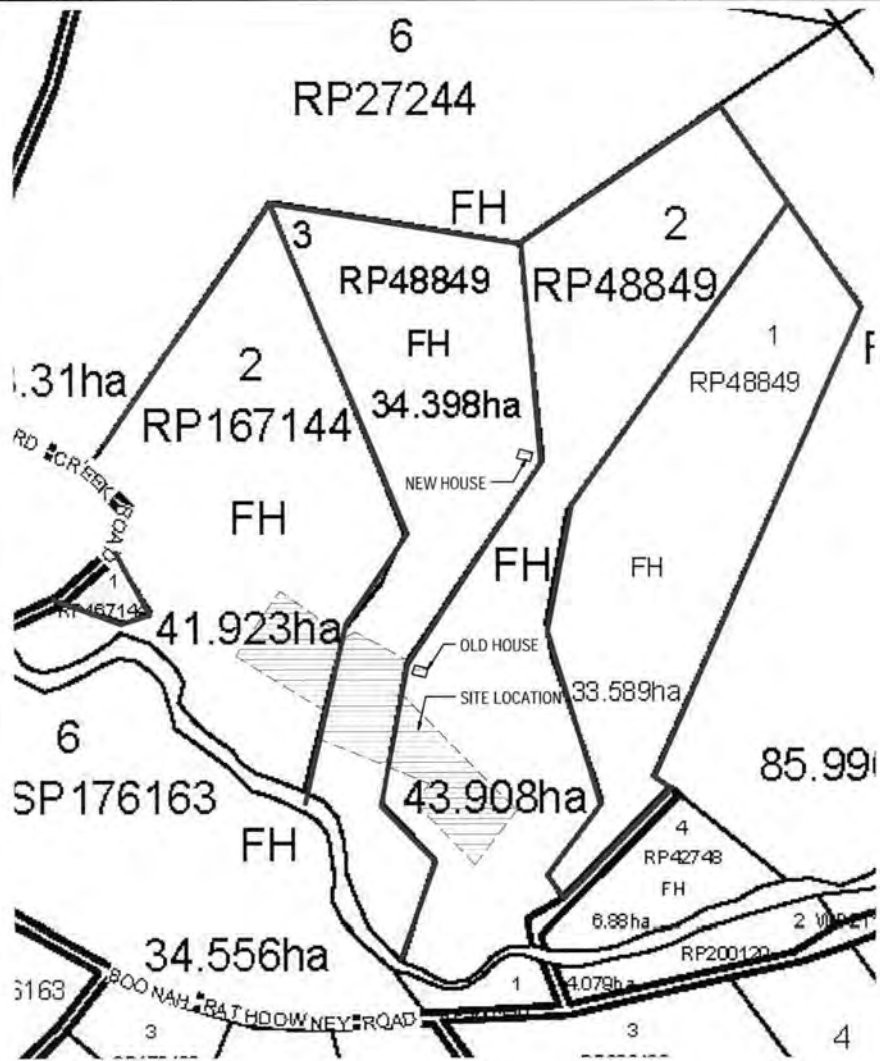 6
RP27244
FH
3
RP48849
FH
34.398ha
2
RP48849
1
RP48849
.31ha
2
RP167144
FH
RD CREEK ROAD
1
41.923ha
NEW HOUSE
FH
FH
OLD HOUSE
SITE LOCATION
33.589ha
43.908ha
6
SP176163
FH
85.99
4
RP42748
FH
6.88ha
2
RP200120
34.556ha
6163
BOONAH RATHDOWNEY ROAD
1
4.079ha
3
3
4